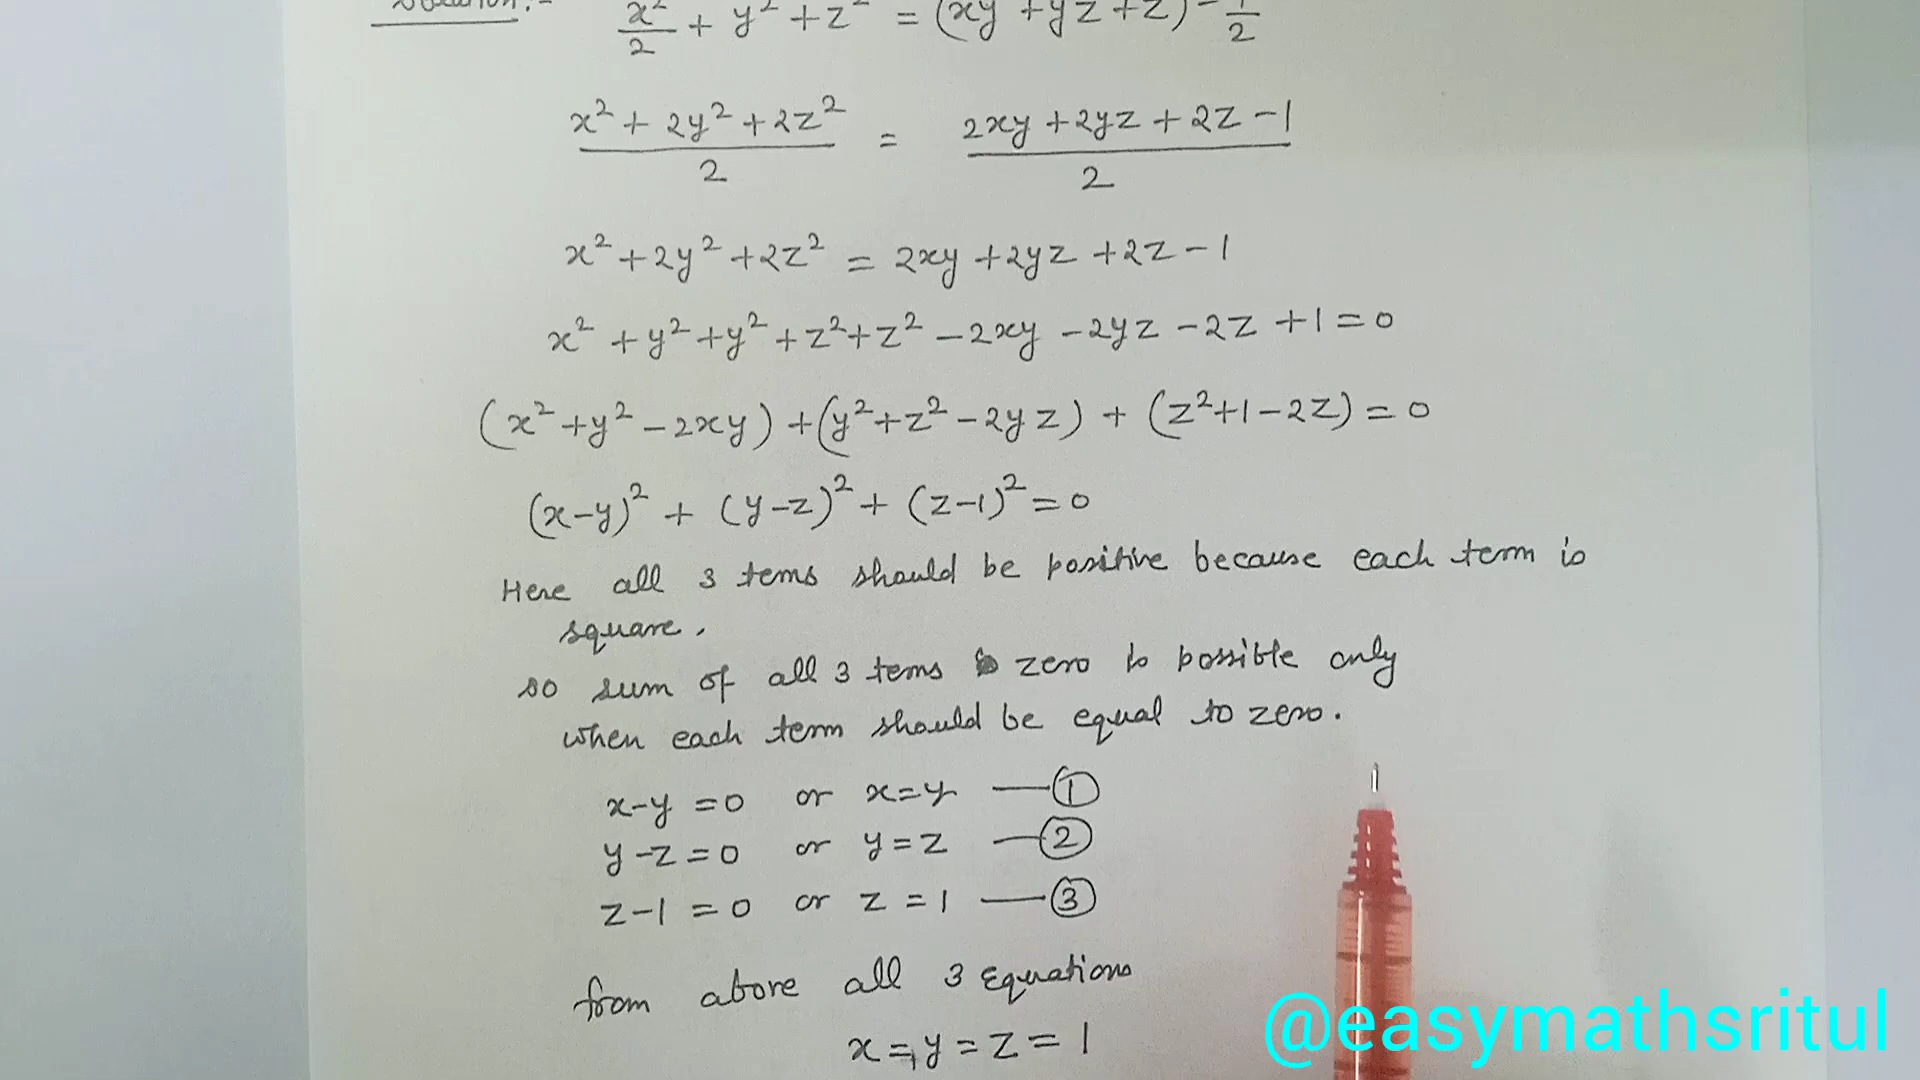 Solution:-
x²/2 + y² + z² = (xy + yz + z) - 1/2
(x² + 2y² + 2z²)/2 = (2xy + 2yz + 2z - 1)/2
x² + 2y² + 2z² = 2xy + 2yz + 2z - 1
x² + y² + y² + z² + z² - 2xy - 2yz - 2z + 1 = 0
(x² + y² - 2xy) + (y² + z² - 2yz) + (z² + 1 - 2z) = 0
(x-y)² + (y-z)² + (z-1)² = 0
Here all 3 tems should be positive because each term is
square.
so sum of all 3 tems zero is possible only
when each term should be equal to zero.
x-y = 0 or x=y —①
y-z = 0 or y = z —②
z-1 = 0 or z = 1 —③
from above all 3 Equations
x = y = z = 1
@easymathsritul